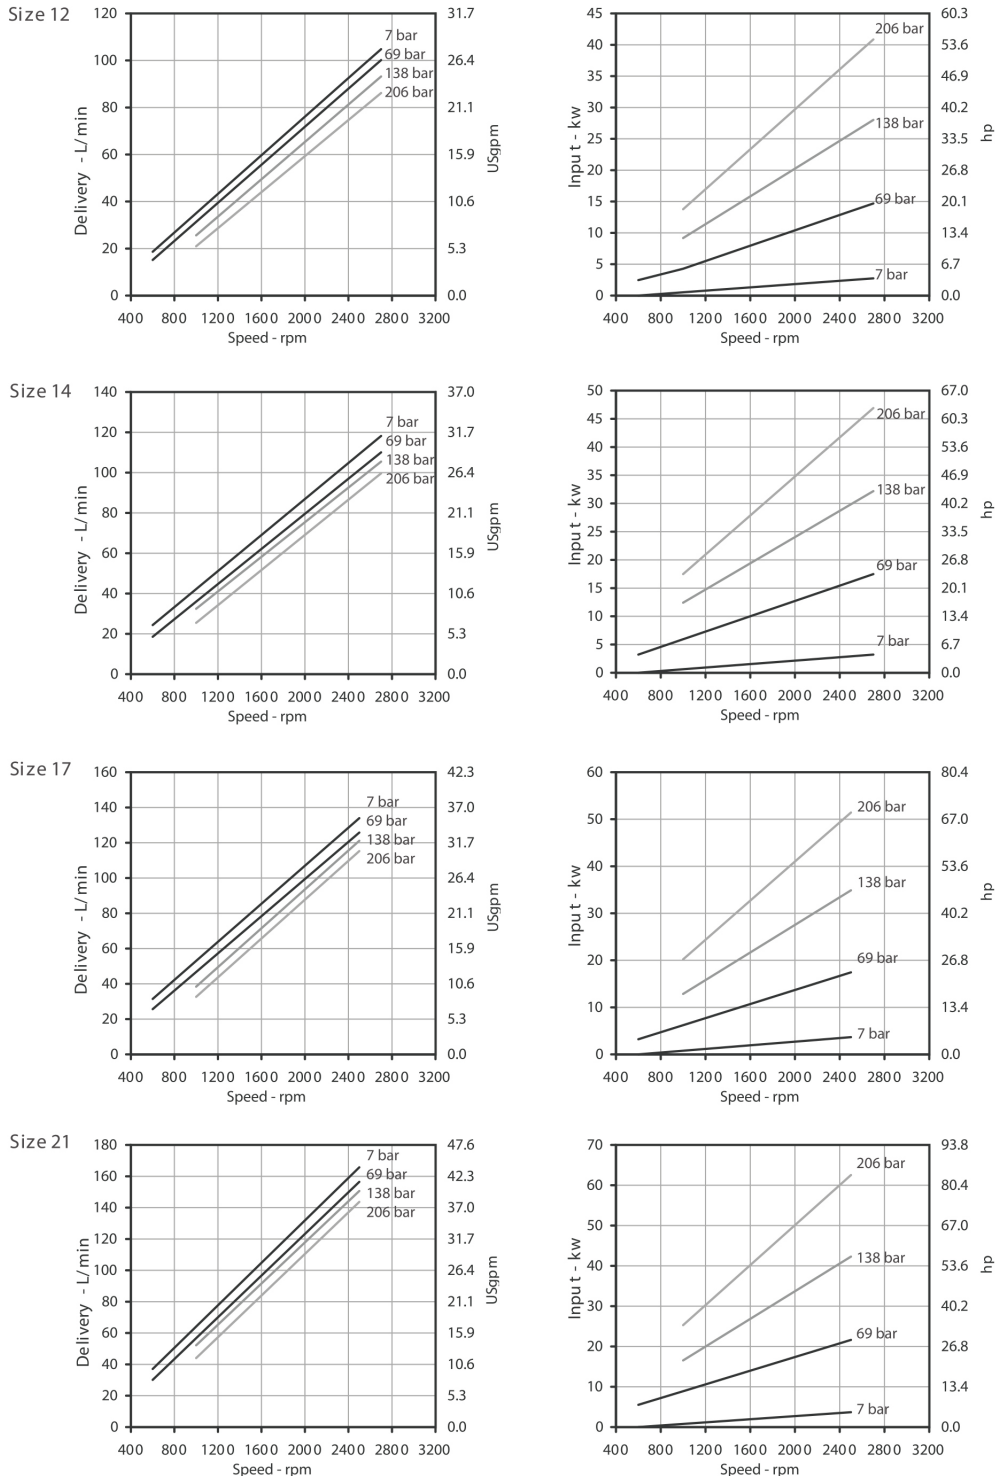 Size 12
120
100
80
60
40
20
0
Delivery - L/min
31.7
26.4
21.1
15.9
10.6
5.3
0.0
USgpm
7 bar
69 bar
138 bar
206 bar
400 800 1200 1600 2000 2400 2800 3200
Speed - rpm
45
40
35
30
25
20
15
10
5
0
Input - kw
60.3
53.6
46.9
40.2
33.5
26.8
20.1
13.4
6.7
0.0
hp
206 bar
138 bar
69 bar
7 bar
400 800 1200 1600 2000 2400 2800 3200
Speed - rpm
Size 14
140
120
100
80
60
40
20
0
Delivery - L/min
37.0
31.7
26.4
21.1
15.9
10.6
5.3
0.0
USgpm
7 bar
69 bar
138 bar
206 bar
400 800 1200 1600 2000 2400 2800 3200
Speed - rpm
50
45
40
35
30
25
20
15
10
5
0
Input - kw
67.0
60.3
53.6
46.9
40.2
33.5
26.8
20.1
13.4
6.7
0.0
hp
206 bar
138 bar
69 bar
7 bar
400 800 1200 1600 2000 2400 2800 3200
Speed - rpm
Size 17
160
140
120
100
80
60
40
20
0
Delivery - L/min
42.3
37.0
31.7
26.4
21.1
15.9
10.6
5.3
0.0
USgpm
7 bar
69 bar
138 bar
206 bar
400 800 1200 1600 2000 2400 2800 3200
Speed - rpm
60
50
40
30
20
10
0
Input - kw
80.4
67.0
53.6
40.2
26.8
13.4
0.0
hp
206 bar
138 bar
69 bar
7 bar
400 800 1200 1600 2000 2400 2800 3200
Speed - rpm
Size 21
180
160
140
120
100
80
60
40
20
0
Delivery - L/min
47.6
42.3
37.0
31.7
26.4
21.1
15.9
10.6
5.3
0.0
USgpm
7 bar
69 bar
138 bar
206 bar
400 800 1200 1600 2000 2400 2800 3200
Speed - rpm
70
60
50
40
30
20
10
0
Input - kw
93.8
80.4
67.0
53.6
40.2
26.8
13.4
0.0
hp
206 bar
138 bar
69 bar
7 bar
400 800 1200 1600 2000 2400 2800 3200
Speed - rpm